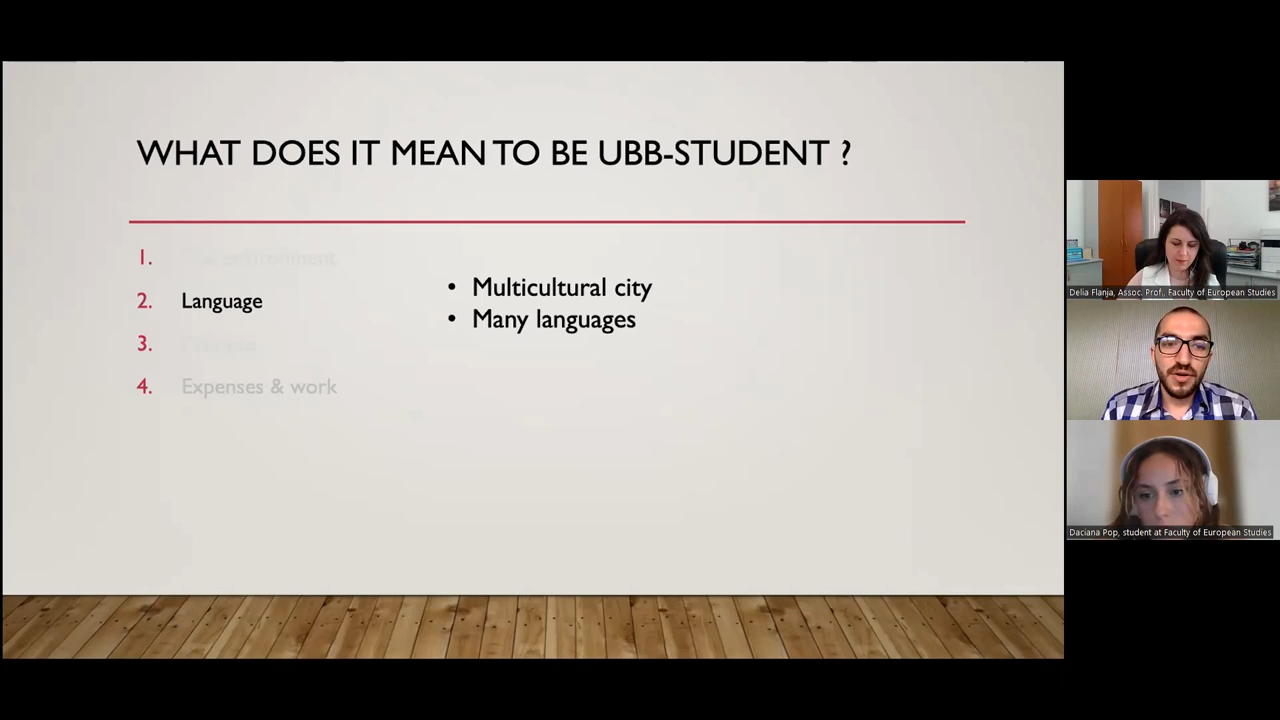 WHAT DOES IT MEAN TO BE UBB-STUDENT ?
1. environment
2. Language
3.
4. Expenses & work
• Multicultural city
• Many languages
Delia Flanja, Assoc. Prof., Faculty of European Studies
Daciana Pop, student at Faculty of European Studies